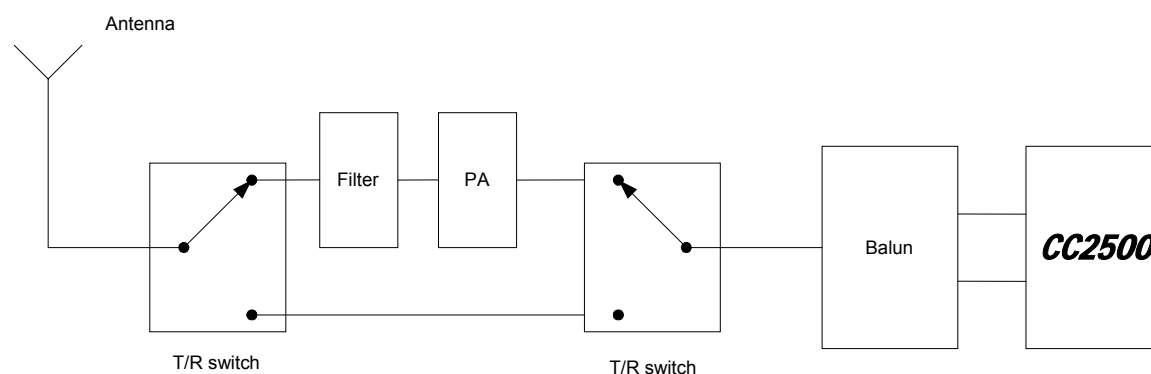 Antenna
Filter
PA
Balun
CC2500
T/R switch
T/R switch